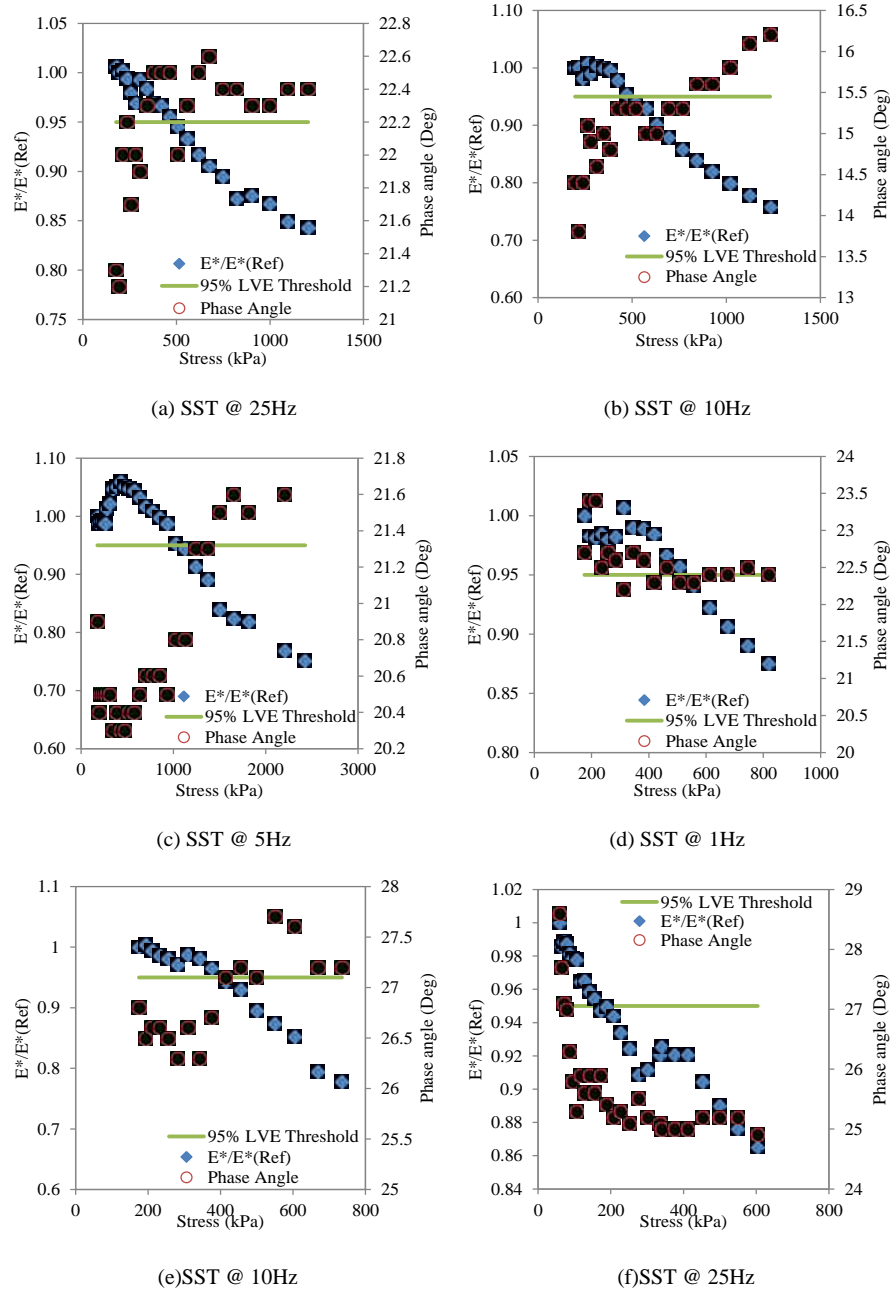 1.05
1.00
0.95
0.90
0.85
0.80
0.75
E*/E*(Ref)
22.8
22.6
22.4
22.2
22
21.8
21.6
21.4
21.2
21
Phase angle (Deg)
E*/E*(Ref)
95% LVE Threshold
Phase Angle
0 500 1000 1500
Stress (kPa)
(a) SST @ 25Hz
1.10
1.00
0.90
0.80
0.70
0.60
E*/E*(Ref)
16.5
16
15.5
15
14.5
14
13.5
13
Phase angle (Deg)
E*/E*(Ref)
95% LVE Threshold
Phase Angle
0 500 1000 1500
Stress (kPa)
(b) SST @ 10Hz
1.10
1.00
0.90
0.80
0.70
0.60
E*/E*(Ref)
21.8
21.6
21.4
21.2
21
20.8
20.6
20.4
20.2
Phase angle (Deg)
E*/E*(Ref)
95% LVE Threshold
Phase Angle
0 1000 2000 3000
Stress (kPa)
(c) SST @ 5Hz
1.05
1.00
0.95
0.90
0.85
0.80
E*/E*(Ref)
24
23.5
23
22.5
22
21.5
21
20.5
20
Phase angle (Deg)
E*/E*(Ref)
95% LVE Threshold
Phase Angle
0 200 400 600 800 1000
Stress (kPa)
(d) SST @ 1Hz
1.1
1
0.9
0.8
0.7
0.6
E*/E*(Ref)
28
27.5
27
26.5
26
25.5
25
Phase angle (Deg)
95% LVE Threshold
E*/E*(Ref)
Phase Angle
0 200 400 600 800
Stress (kPa)
(e)SST @ 10Hz
1.02
1
0.98
0.96
0.94
0.92
0.9
0.88
0.86
0.84
E*/E*(Ref)
29
28
27
26
25
24
Phase angle (Deg)
95% LVE Threshold
E*/E*(Ref)
Phase Angle
0 200 400 600 800
Stress (kPa)
(f)SST @ 25Hz